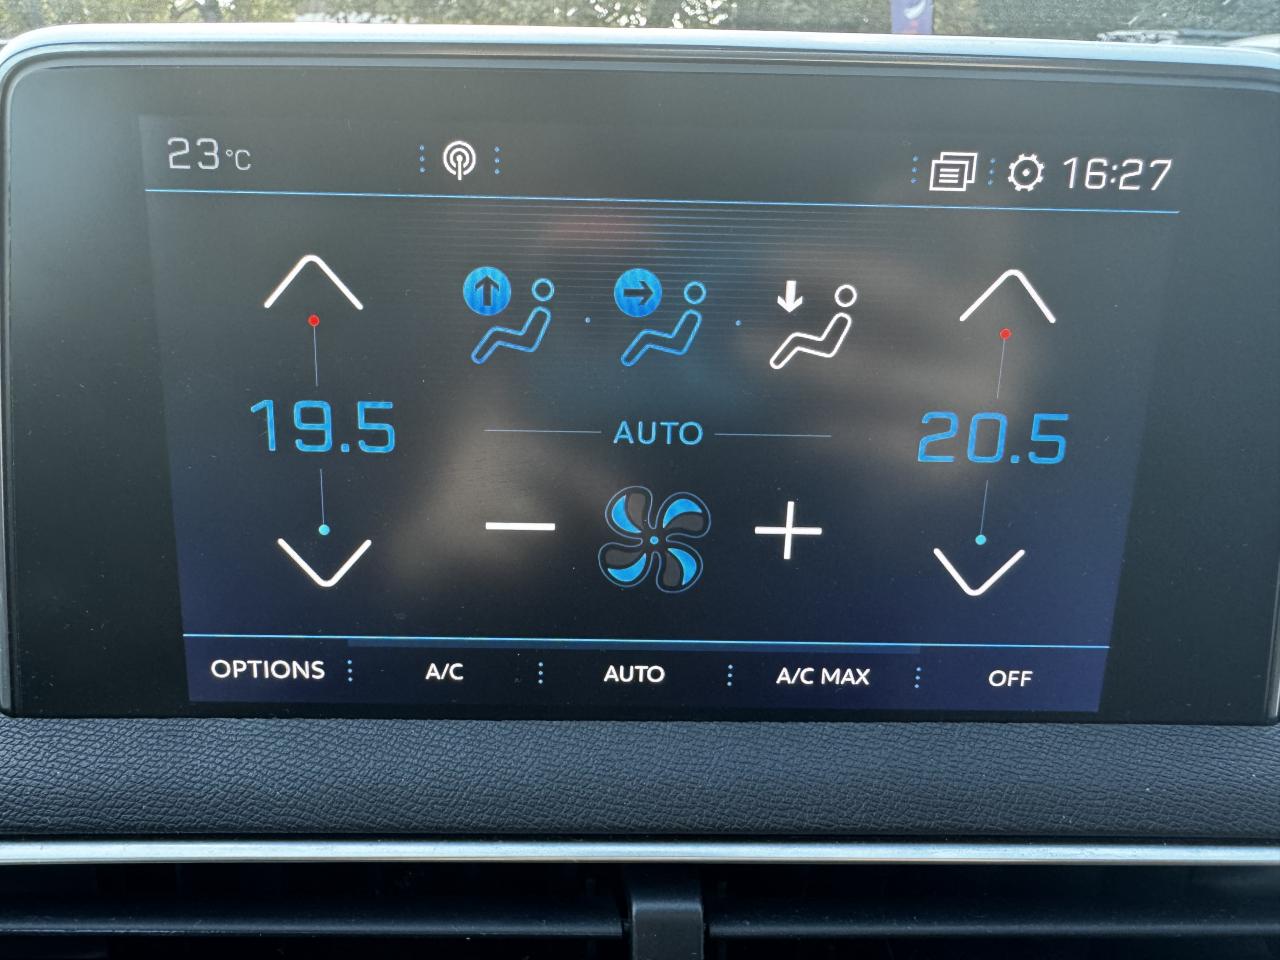 23 °C
16:27
19.5
AUTO
20.5
OPTIONS A/C AUTO A/C MAX OFF